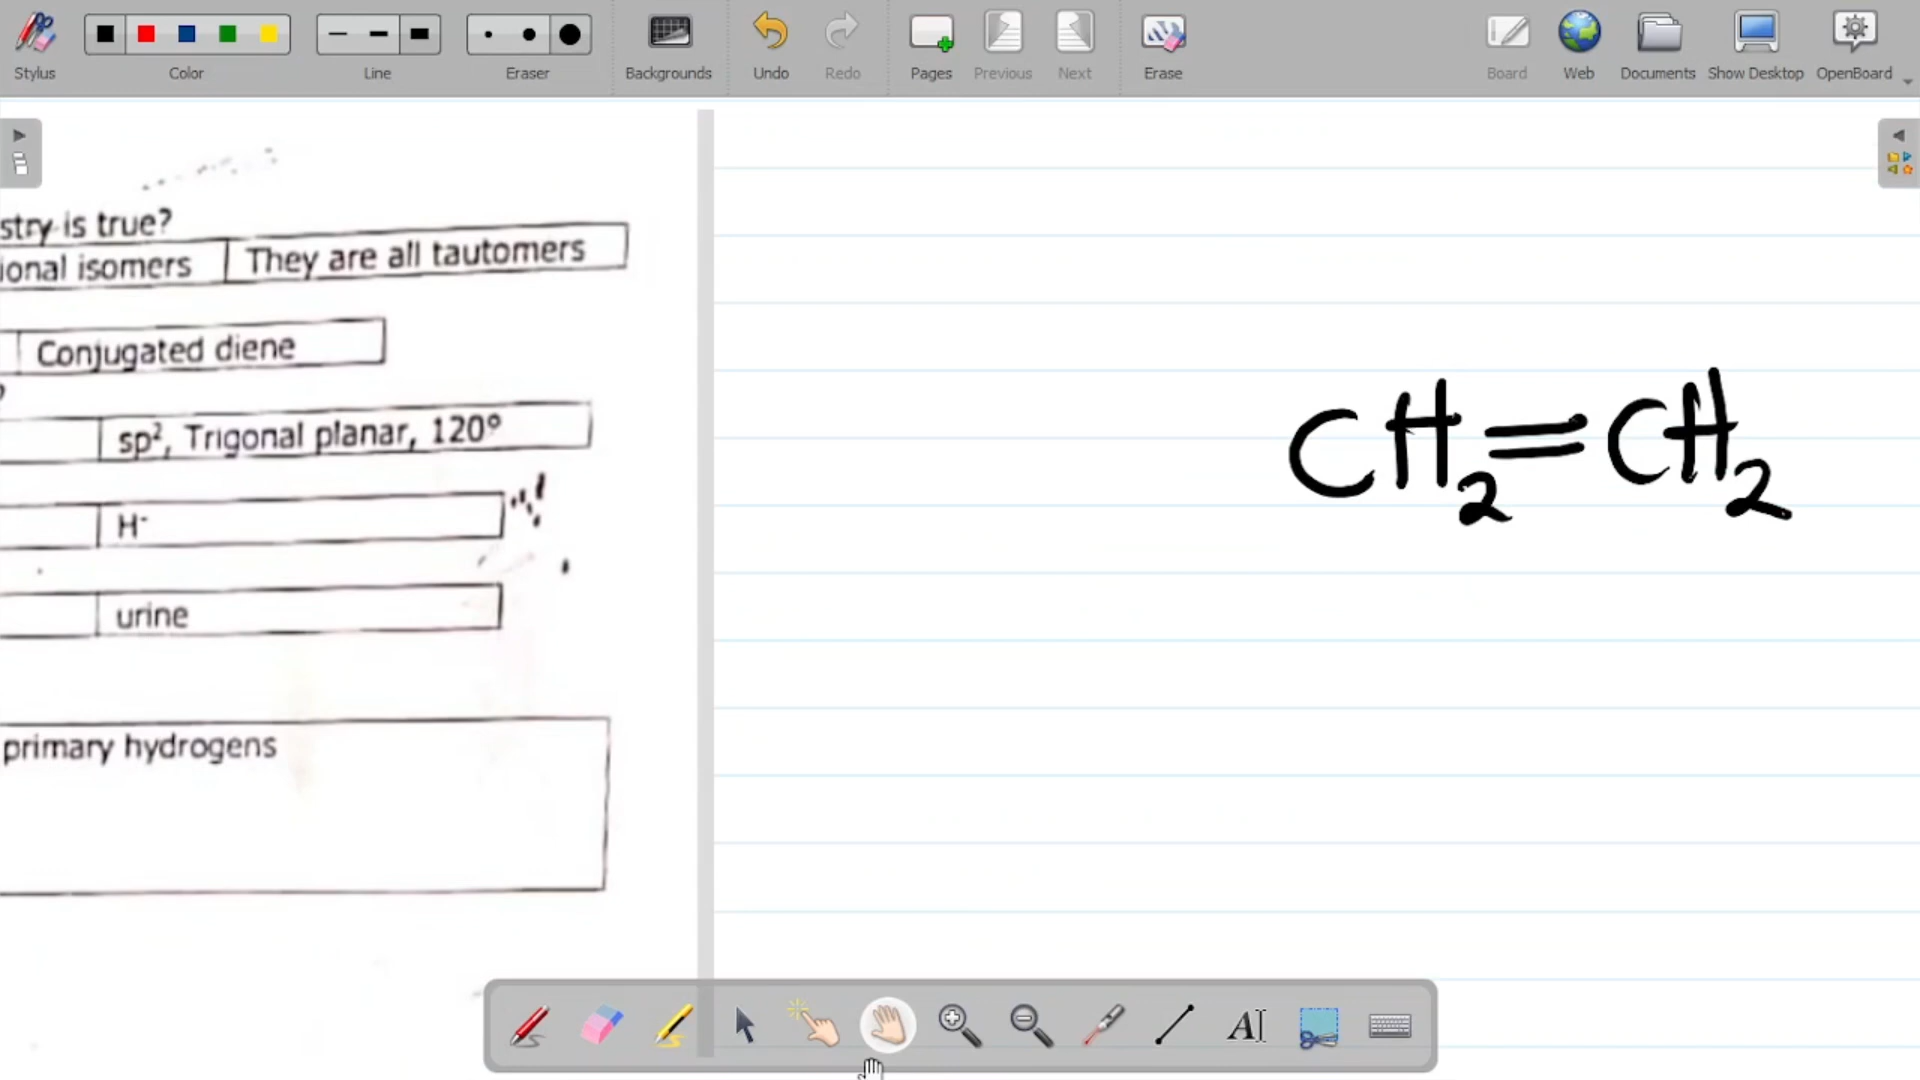 Stylus
Color
Line
Eraser
Backgrounds
Undo
Redo
Pages
Previous
Next
Erase
Board
Web
Documents
Show Desktop
OpenBoard
stry is true?
ional isomers | They are all tautomers
Conjugated diene
sp², Trigonal planar, 120°
H⁻
urine
primary hydrogens
CH₂=CH₂